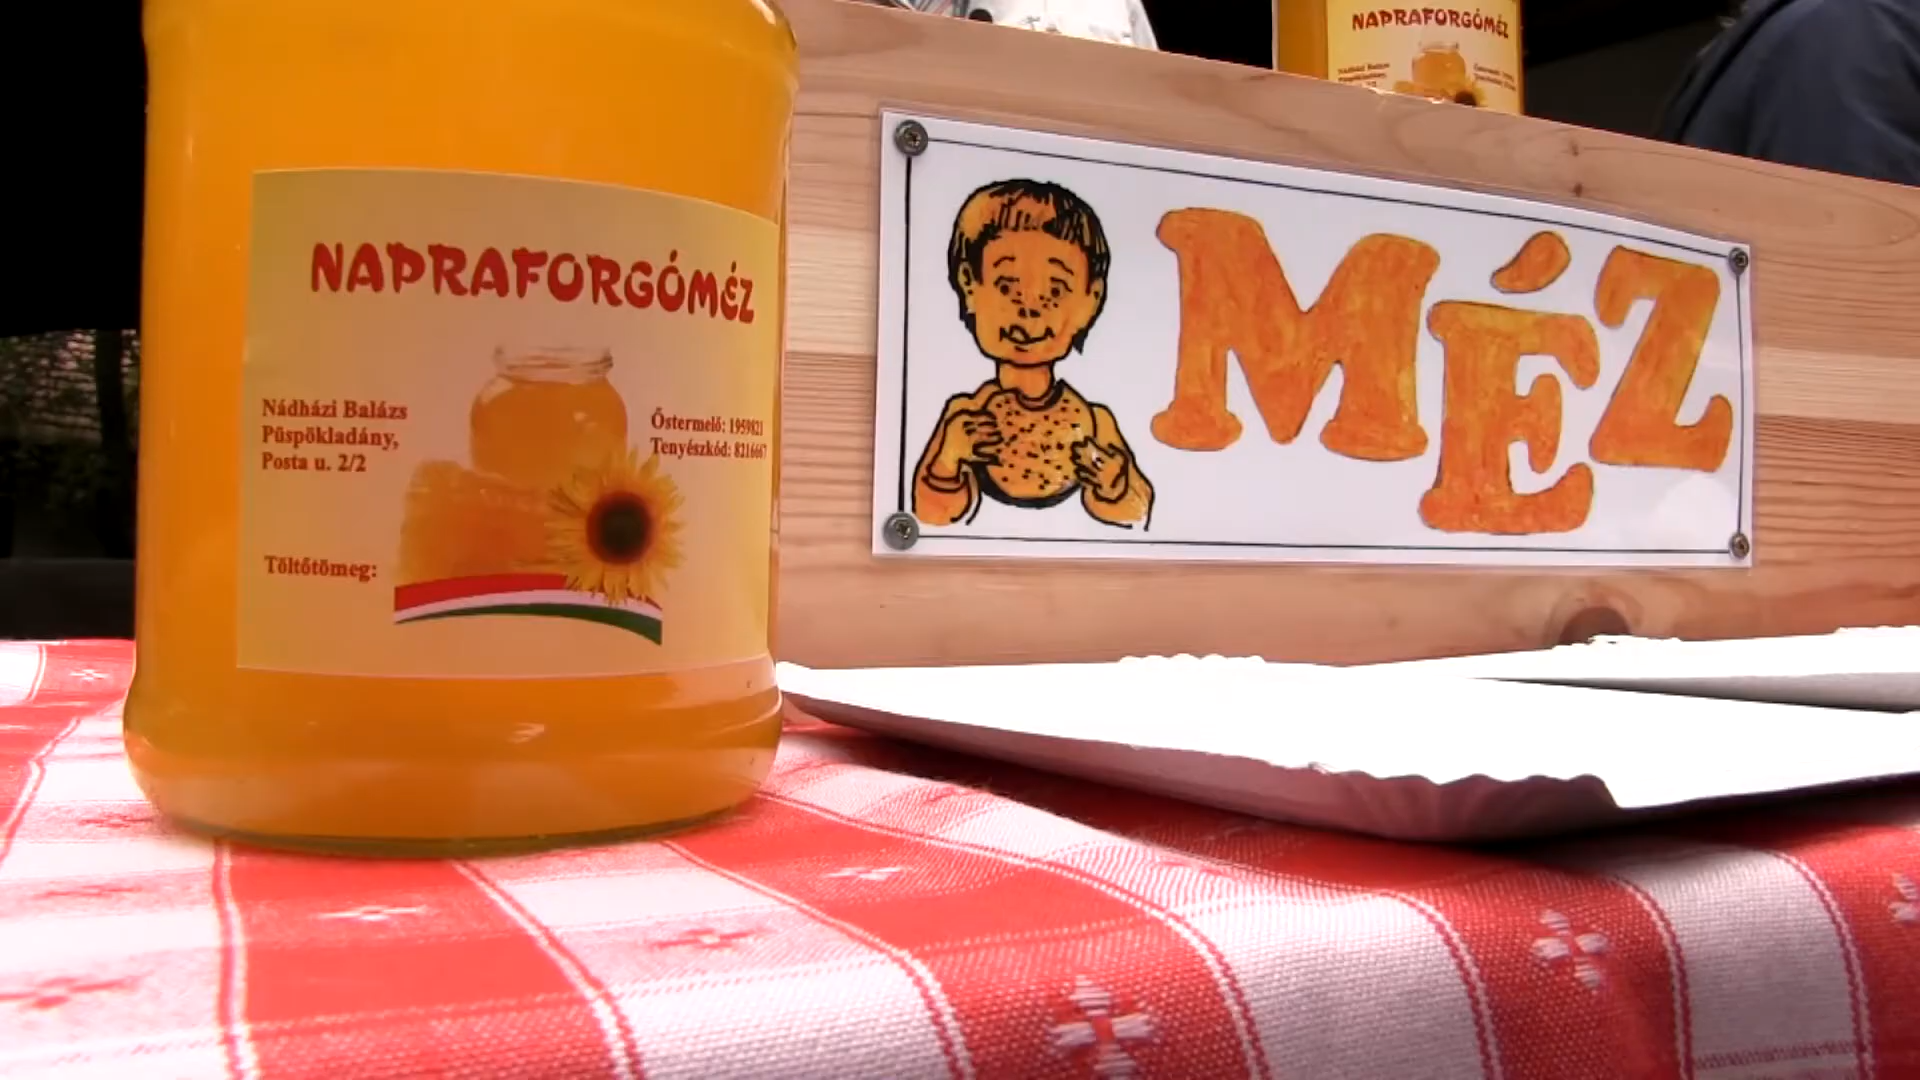 NAPRAFORGÓMÉZ
Nádházi Balázs
Püspökladány,
Posta u. 2/2
Őstermelő: 1959821
Tenyészkód: 8216667
Töltőtömeg:
MÉZ
NAPRAFORGÓMÉZ